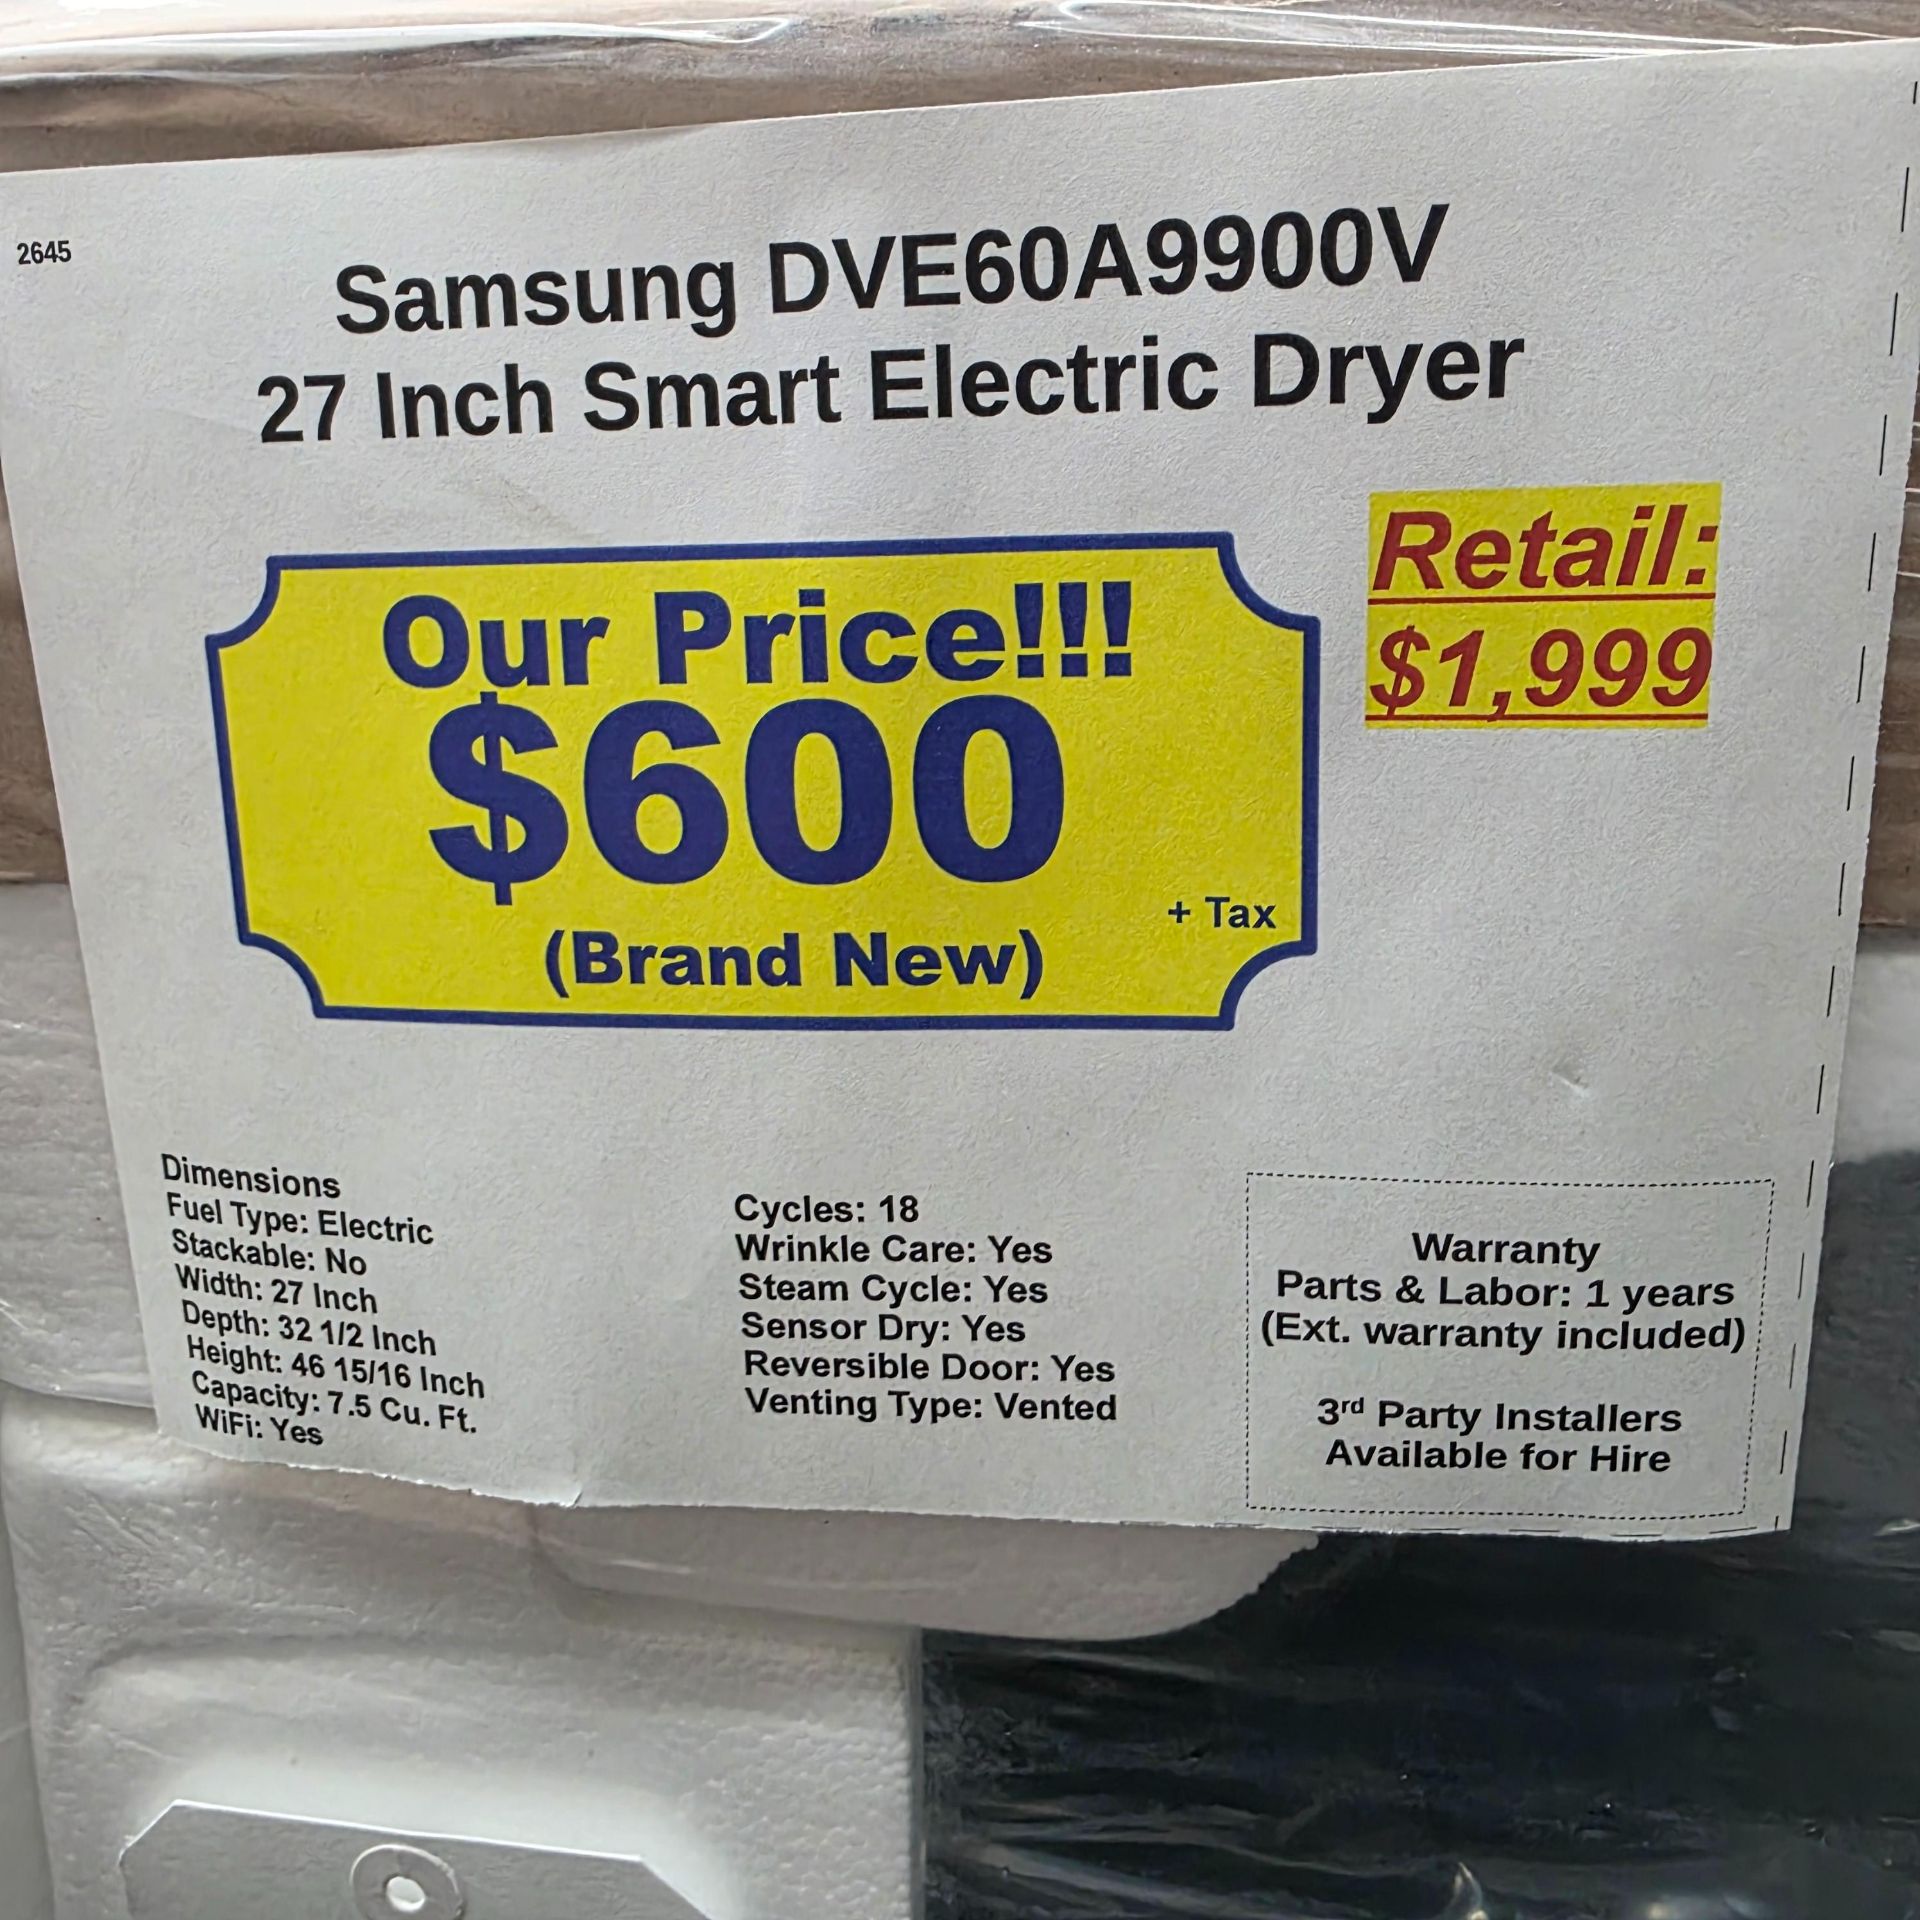 2645
Samsung DVE60A9900V
27 Inch Smart Electric Dryer
Retail:
$1,999
Our Price!!!
$600
+ Tax
(Brand New)
Dimensions
Fuel Type: Electric
Stackable: No
Width: 27 Inch
Depth: 32 1/2 Inch
Height: 46 15/16 Inch
Capacity: 7.5 Cu. Ft.
WiFi: Yes
Cycles: 18
Wrinkle Care: Yes
Steam Cycle: Yes
Sensor Dry: Yes
Reversible Door: Yes
Venting Type: Vented
Warranty
Parts & Labor: 1 years
(Ext. warranty included)
3rd Party Installers
Available for Hire